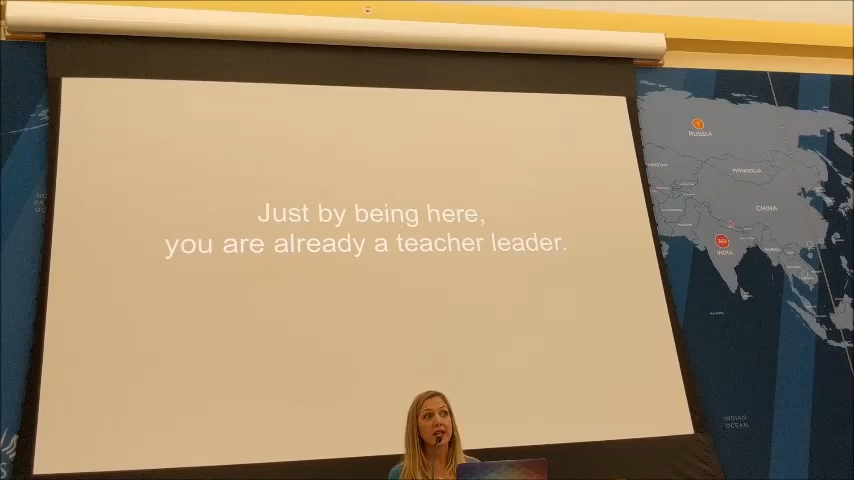 Just by being here,
you are already a teacher leader.
RUSSIA
MONGOLIA
CHINA
INDIA
INDIAN
OCEAN